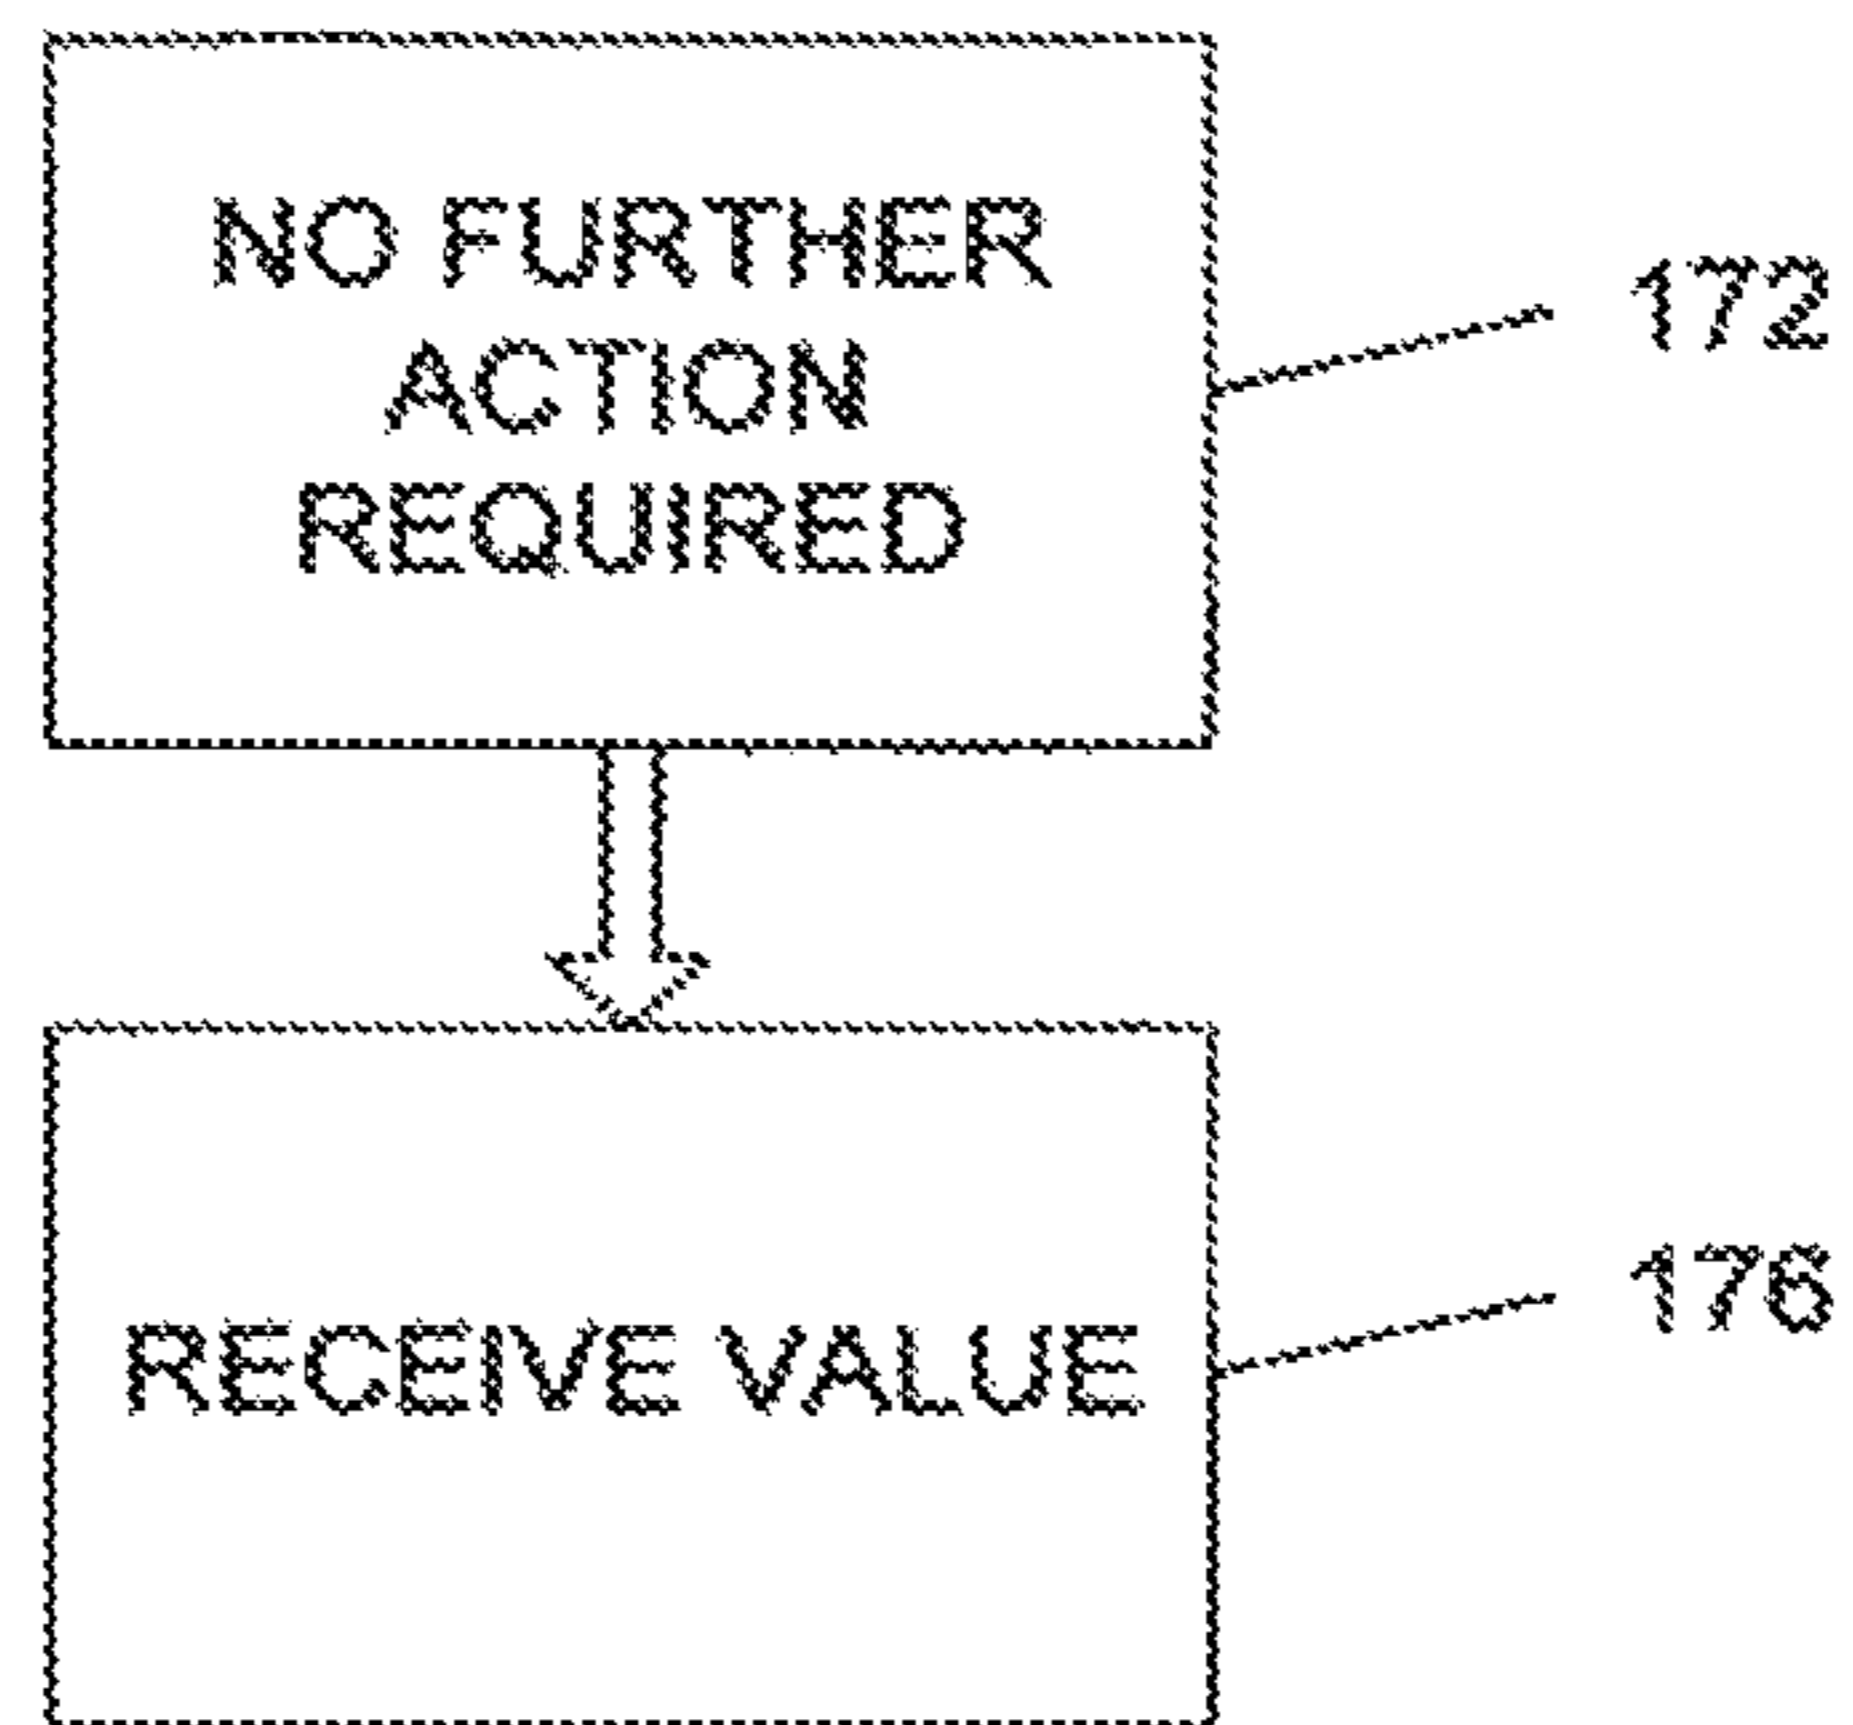 NO FURTHER
ACTION
REQUIRED
172
RECEIVE VALUE
176